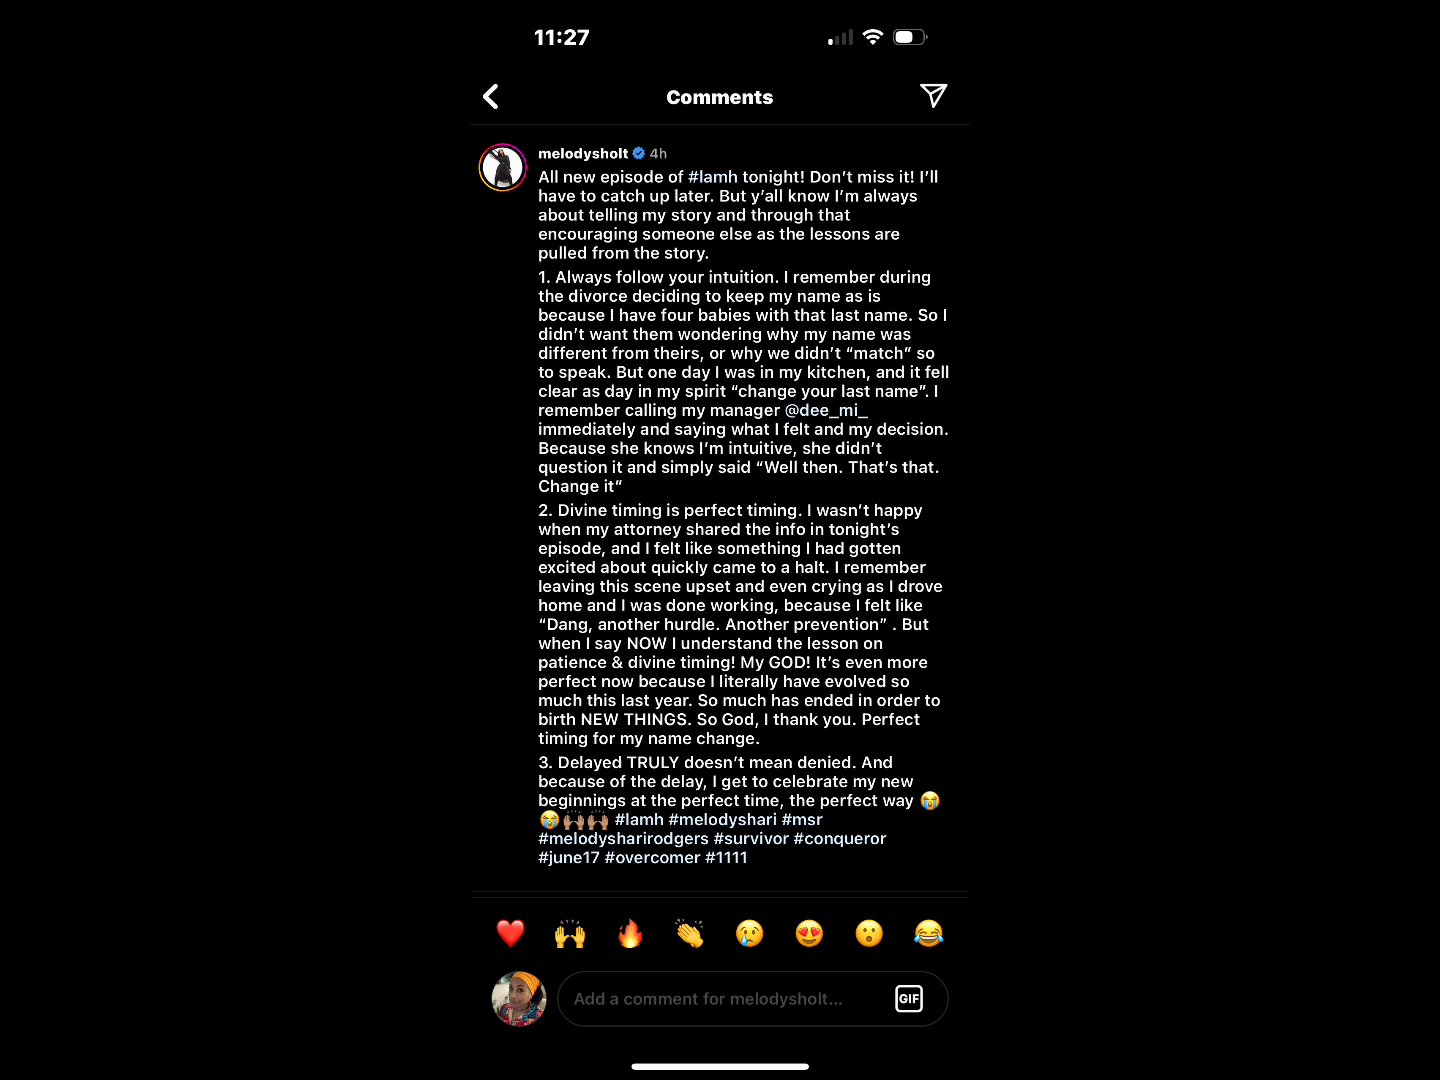 11:27
Comments
melodysholt 4h
All new episode of #lamh tonight! Don’t miss it! I’ll
have to catch up later. But y’all know I’m always
about telling my story and through that
encouraging someone else as the lessons are
pulled from the story.
1. Always follow your intuition. I remember during
the divorce deciding to keep my name as is
because I have four babies with that last name. So I
didn’t want them wondering why my name was
different from theirs, or why we didn’t “match” so
to speak. But one day I was in my kitchen, and it fell
clear as day in my spirit “change your last name”. I
remember calling my manager @dee_mi_
immediately and saying what I felt and my decision.
Because she knows I’m intuitive, she didn’t
question it and simply said “Well then. That’s that.
Change it”
2. Divine timing is perfect timing. I wasn’t happy
when my attorney shared the info in tonight’s
episode, and I felt like something I had gotten
excited about quickly came to a halt. I remember
leaving this scene upset and even crying as I drove
home and I was done working, because I felt like
“Dang, another hurdle. Another prevention” . But
when I say NOW I understand the lesson on
patience & divine timing! My GOD! It’s even more
perfect now because I literally have evolved so
much this last year. So much has ended in order to
birth NEW THINGS. So God, I thank you. Perfect
timing for my name change.
3. Delayed TRULY doesn’t mean denied. And
because of the delay, I get to celebrate my new
beginnings at the perfect time, the perfect way 😭
😭🙌🏽🙌🏽 #lamh #melodyshari #msr
#melodysharirodgers #survivor #conqueror
#june17 #overcomer #1111
Add a comment for melodysholt...
GIF